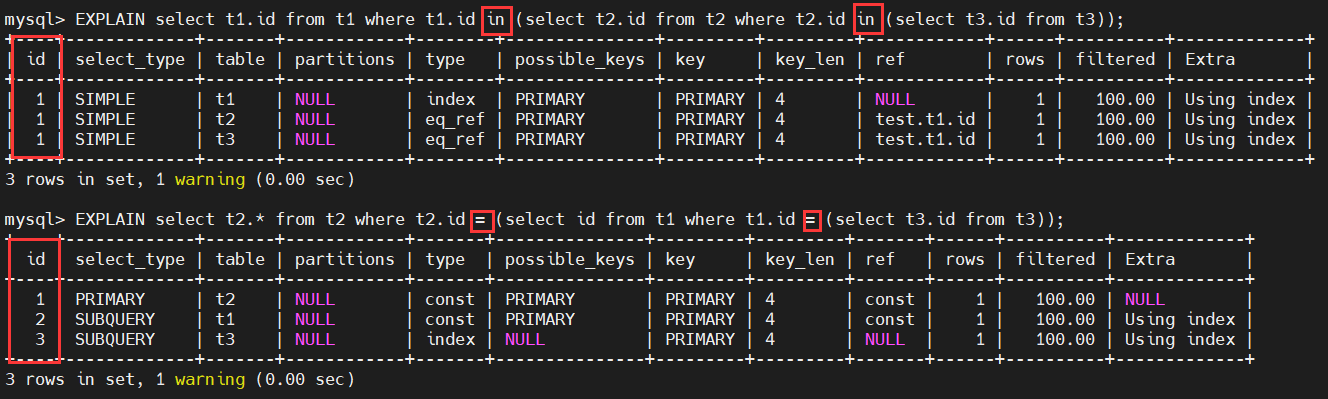 mysql> EXPLAIN select t1.id from t1 where t1.id in (select t2.id from t2 where t2.id in (select t3.id from t3));
+----+-------------+-------+------------+--------+---------------+---------+---------+------------+------+----------+-------------+
| id | select_type | table | partitions | type   | possible_keys | key     | key_len | ref        | rows | filtered | Extra       |
+----+-------------+-------+------------+--------+---------------+---------+---------+------------+------+----------+-------------+
|  1 | SIMPLE      | t1    | NULL       | index  | PRIMARY       | PRIMARY | 4       | NULL       |    1 |   100.00 | Using index |
|  1 | SIMPLE      | t2    | NULL       | eq_ref | PRIMARY       | PRIMARY | 4       | test.t1.id |    1 |   100.00 | Using index |
|  1 | SIMPLE      | t3    | NULL       | eq_ref | PRIMARY       | PRIMARY | 4       | test.t1.id |    1 |   100.00 | Using index |
+----+-------------+-------+------------+--------+---------------+---------+---------+------------+------+----------+-------------+
3 rows in set, 1 warning (0.00 sec)
mysql> EXPLAIN select t2.* from t2 where t2.id = (select id from t1 where t1.id = (select t3.id from t3));
+----+-------------+-------+------------+-------+---------------+---------+---------+-------+------+----------+-------------+
| id | select_type | table | partitions | type  | possible_keys | key     | key_len | ref   | rows | filtered | Extra       |
+----+-------------+-------+------------+-------+---------------+---------+---------+-------+------+----------+-------------+
|  1 | PRIMARY     | t2    | NULL       | const | PRIMARY       | PRIMARY | 4       | const |    1 |   100.00 | NULL        |
|  2 | SUBQUERY    | t1    | NULL       | const | PRIMARY       | PRIMARY | 4       | const |    1 |   100.00 | Using index |
|  3 | SUBQUERY    | t3    | NULL       | index | NULL          | PRIMARY | 4       | NULL  |    1 |   100.00 | Using index |
+----+-------------+-------+------------+-------+---------------+---------+---------+-------+------+----------+-------------+
3 rows in set, 1 warning (0.00 sec)